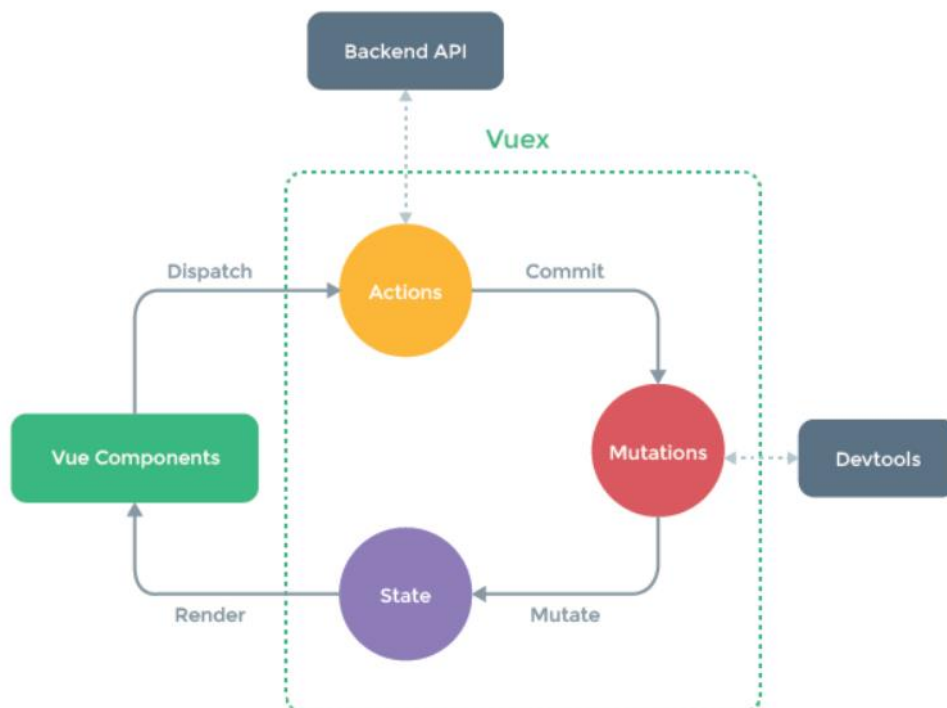 Backend API
Vuex
Dispatch
Actions
Commit
Vue Components
Mutations
Devtools
State
Render
Mutate